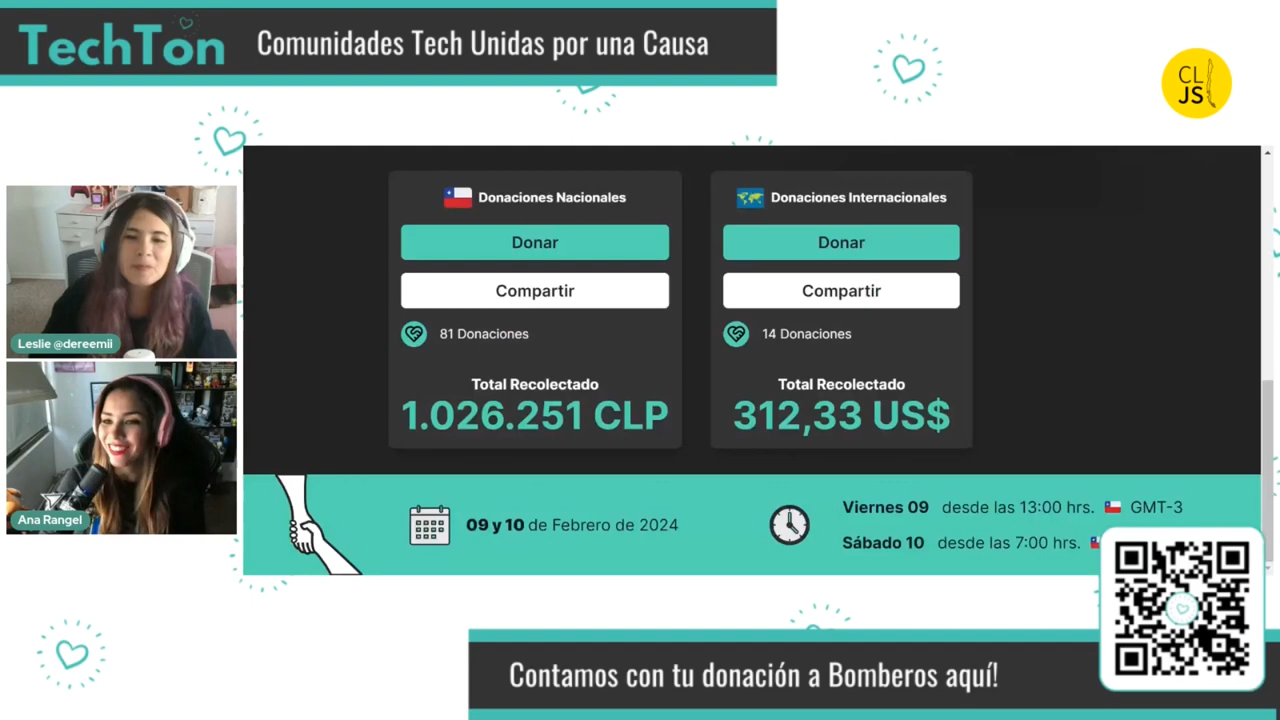 TechTon
Comunidades Tech Unidas por una Causa
CL
JS
Donaciones Nacionales
Donar
Compartir
81 Donaciones
Total Recolectado
1.026.251 CLP
Donaciones Internacionales
Donar
Compartir
14 Donaciones
Total Recolectado
312,33 US$
Leslie @dereemii
Ana Rangel
09 y 10 de Febrero de 2024
Viernes 09 desde las 13:00 hrs. GMT-3
Sábado 10 desde las 7:00 hrs.
Contamos con tu donación a Bomberos aquí!